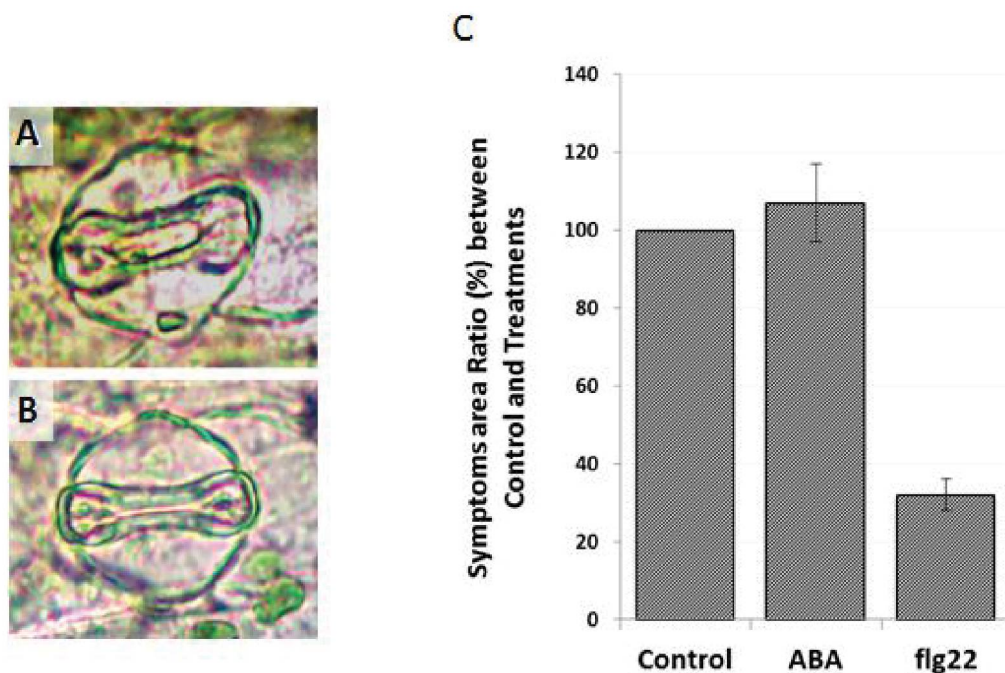 A
B
C
Symptoms area Ratio (%) between
Control and Treatments
140
120
100
80
60
40
20
0
Control ABA flg22